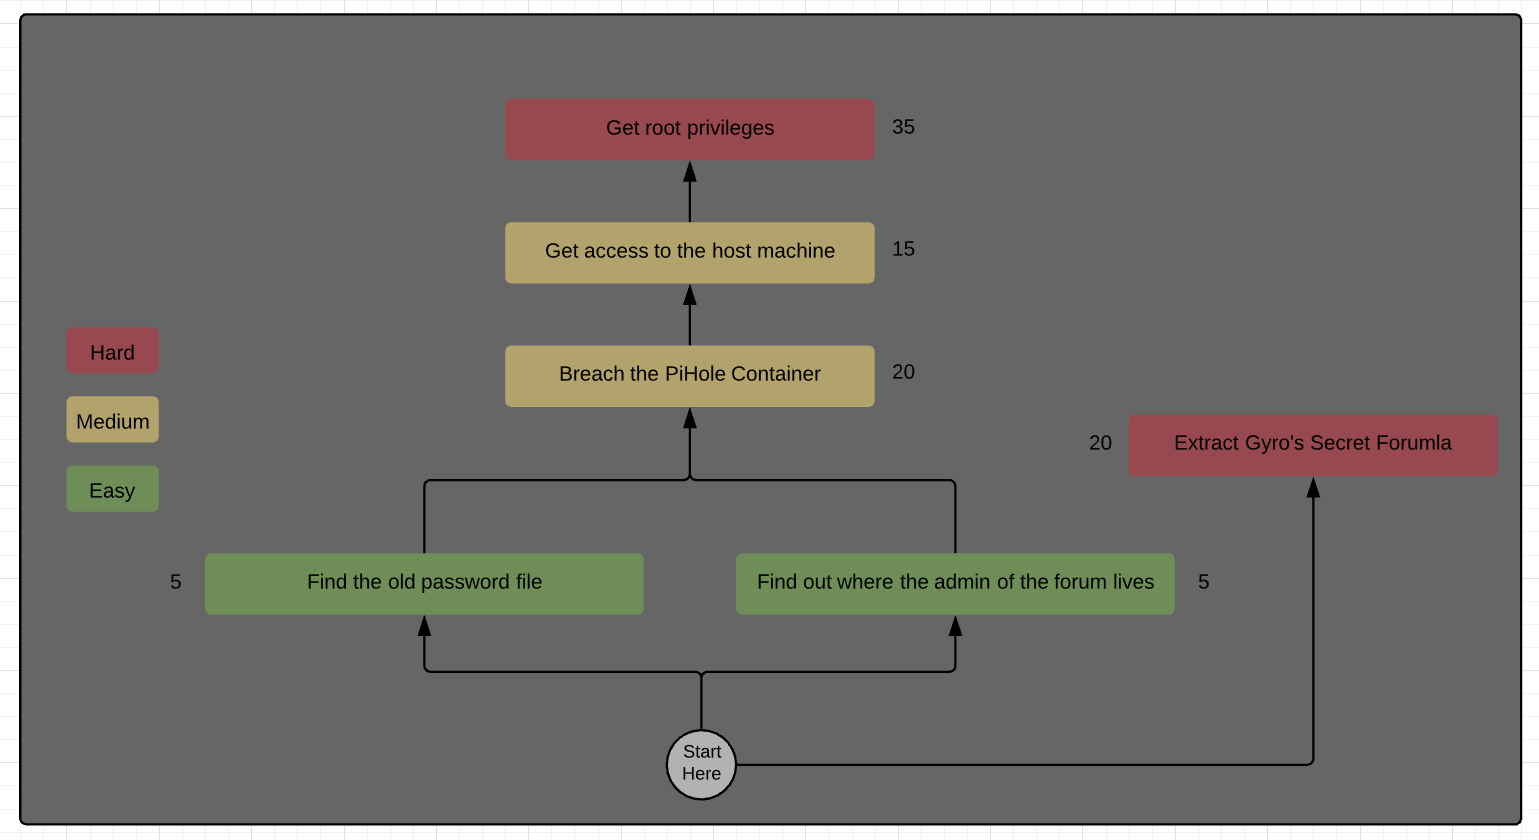 Get root privileges
35
Get access to the host machine
15
Hard
Breach the PiHole Container
20
Medium
20
Extract Gyro's Secret Forumla
Easy
5
Find the old password file
Find out where the admin of the forum lives
5
Start
Here